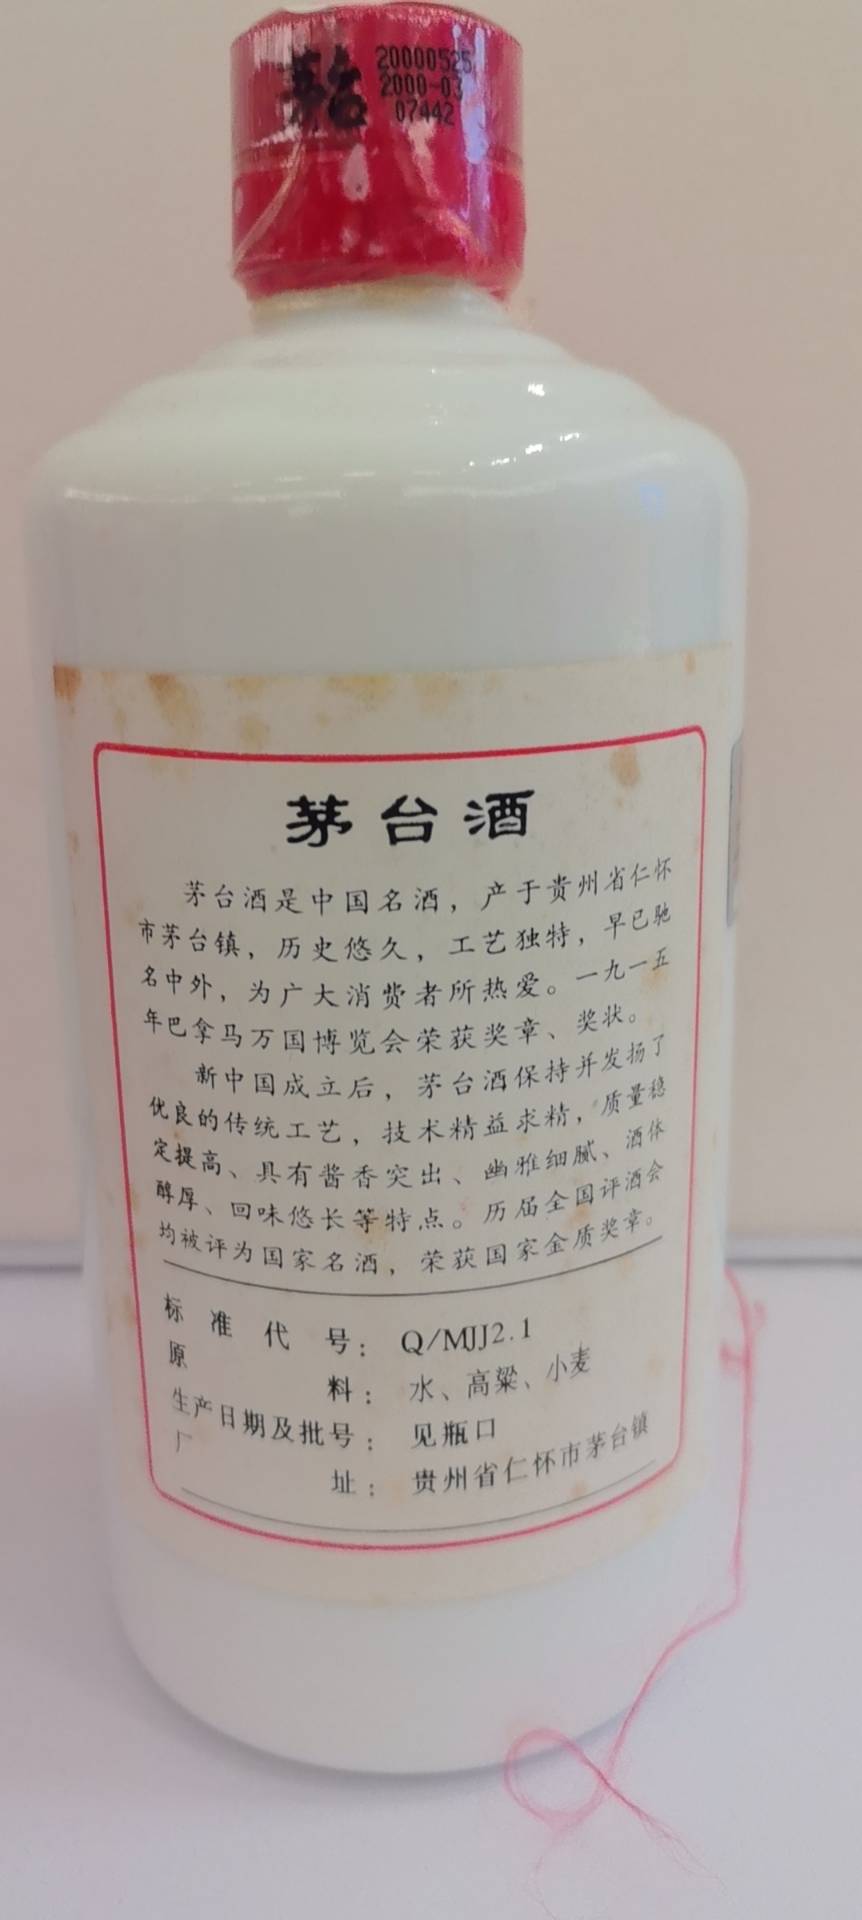 茅台
20000525
2000-03
07442
茅台酒
茅台酒是中国名酒，产于贵州省仁怀
市茅台镇，历史悠久，工艺独特，早已驰
名中外，为广大消费者所热爱。一九一五
年巴拿马万国博览会荣获奖章、奖状。
新中国成立后，茅台酒保持并发扬了
优良的传统工艺，技术精益求精，质量稳
定提高、具有酱香突出、幽雅细腻、酒体
醇厚、回味悠长等特点。历届全国评酒会
均被评为国家名酒，荣获国家金质奖章。
标准代号：Q/MJJ2.1
原料：水、高粱、小麦
生产日期及批号：见瓶口
厂址：贵州省仁怀市茅台镇